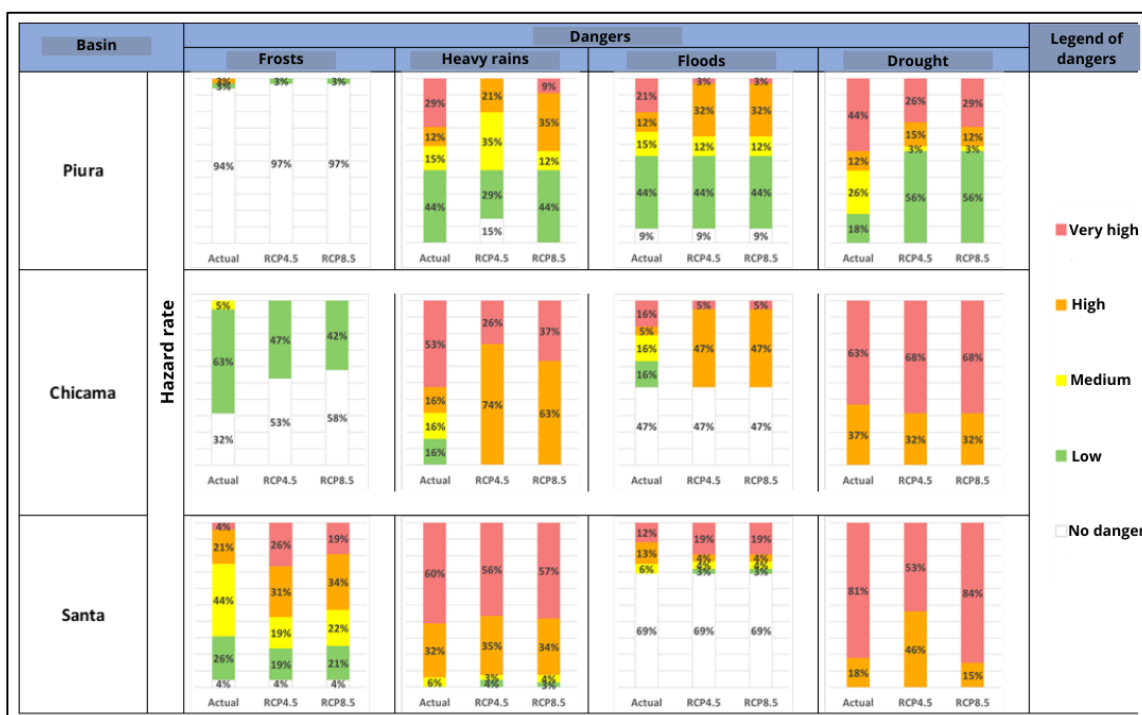 Basin
Dangers
Legend of dangers
Frosts
Heavy rains
Floods
Drought
Hazard rate
Piura
3% 3% 3%
3%
94% 97% 97%
Actual RCP4.5 RCP8.5
29% 21% 9%
12% 35% 35%
15% 29% 12%
44% 15% 44%
Actual RCP4.5 RCP8.5
21% 3% 3%
12% 32% 32%
15% 12% 12%
44% 44% 44%
9% 9% 9%
Actual RCP4.5 RCP8.5
44% 26% 29%
12% 15% 12%
26% 3% 3%
18% 56% 56%
Actual RCP4.5 RCP8.5
Chicama
5% 47% 42%
63%
32% 53% 58%
Actual RCP4.5 RCP8.5
53% 26% 37%
16% 74% 63%
16%
16%
Actual RCP4.5 RCP8.5
16% 5% 5%
5%
16% 47% 47%
16%
47% 47% 47%
Actual RCP4.5 RCP8.5
63% 68% 68%
37% 32% 32%
Actual RCP4.5 RCP8.5
Santa
4% 26% 19%
21% 31% 34%
44% 19% 22%
26% 19% 21%
4% 4% 4%
Actual RCP4.5 RCP8.5
60% 56% 57%
32% 35% 34%
6% 3% 4%
4% 3%
Actual RCP4.5 RCP8.5
12% 19% 19%
13% 4% 4%
6% 4% 4%
3% 3%
69% 69% 69%
Actual RCP4.5 RCP8.5
81% 53% 84%
18% 46% 15%
Actual RCP4.5 RCP8.5
Very high
High
Medium
Low
No danger